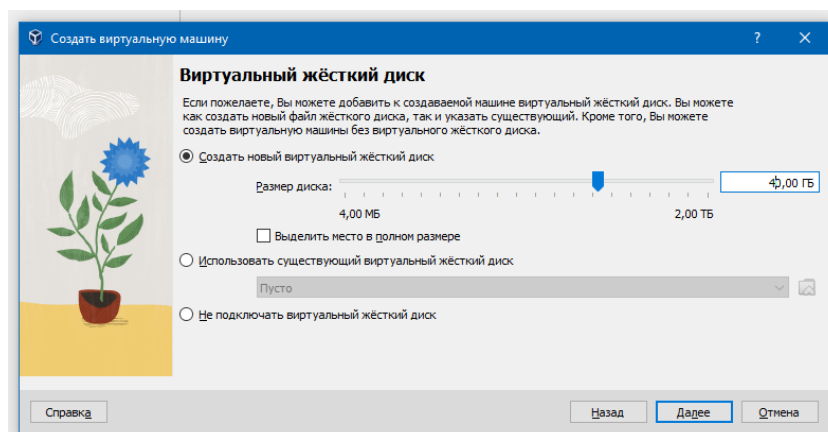 Создать виртуальную машину
Виртуальный жёсткий диск
Если пожелаете, Вы можете добавить к создаваемой машине виртуальный жёсткий диск. Вы можете
как создать новый файл жёсткого диска, так и указать существующий. Кроме того, Вы можете
создать виртуальную машины без виртуального жёсткого диска.
Создать новый виртуальный жёсткий диск
Размер диска:
40,00 ГБ
4,00 МБ
2,00 ТБ
Выделить место в полном размере
Использовать существующий виртуальный жёсткий диск
Пусто
Не подключать виртуальный жёсткий диск
Справка
Назад
Далее
Отмена